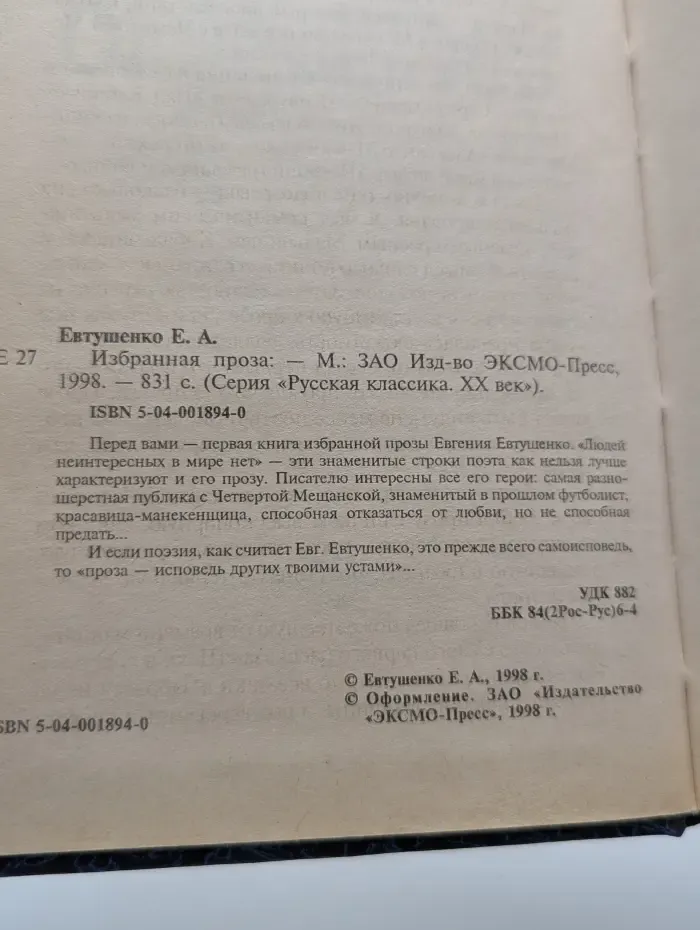 Евтушенко Е. А.
Е 27
Избранная проза: — М.: ЗАО Изд-во ЭКСМО-Пресс,
1998. — 831 с. (Серия «Русская классика. XX век»).
ISBN 5-04-001894-0
Перед вами — первая книга избранной прозы Евгения Евтушенко. «Людей
неинтересных в мире нет» — эти знаменитые строки поэта как нельзя лучше
характеризуют и его прозу. Писателю интересны все его герои: самая разно-
шерстная публика с Четвертой Мещанской, знаменитый в прошлом футболист,
красавица-манекенщица, способная отказаться от любви, но не способная
предать...
И если поэзия, как считает Евг. Евтушенко, это прежде всего самоисповедь,
то «проза — исповедь других твоими устами»...
УДК 882
ББК 84(2Рос-Рус)6-4
© Евтушенко Е. А., 1998 г.
© Оформление. ЗАО «Издательство
«ЭКСМО-Пресс», 1998 г.
ISBN 5-04-001894-0